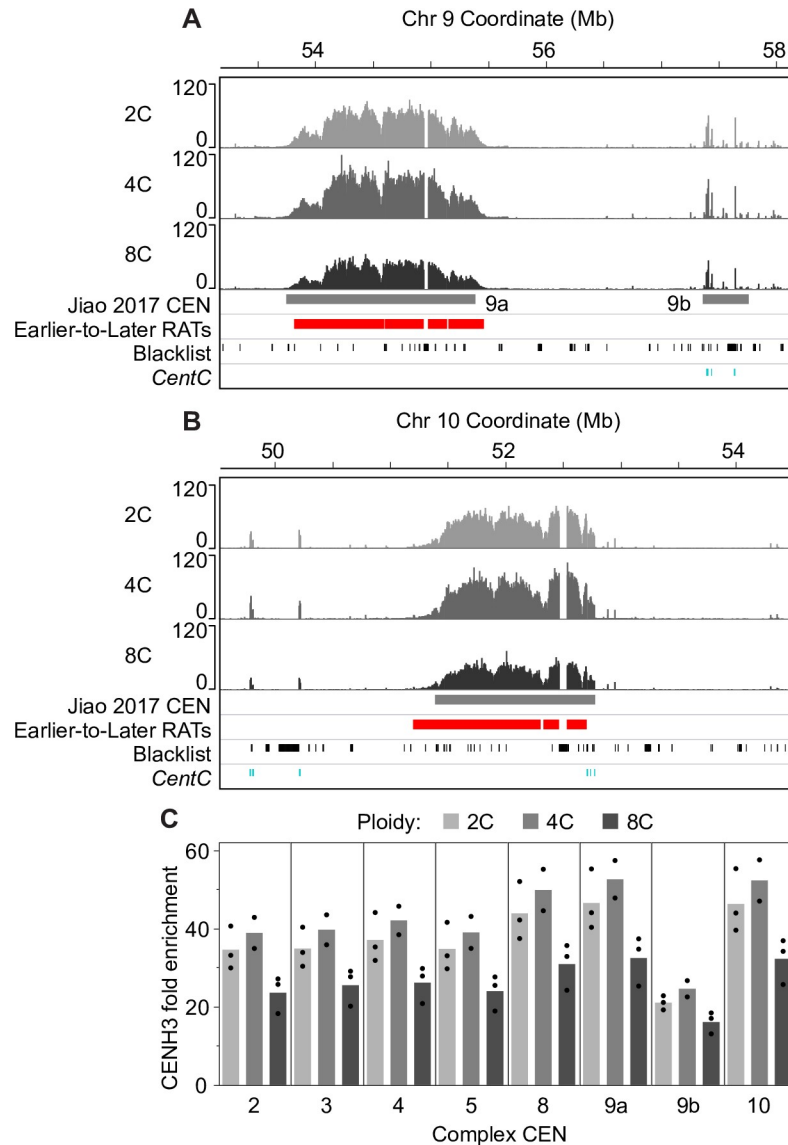 A
Chr 9 Coordinate (Mb)
54 56 58
2C 120 0
4C 120 0
8C 120 0
Jiao 2017 CEN 9a 9b
Earlier-to-Later RATs
Blacklist
CentC
B
Chr 10 Coordinate (Mb)
50 52 54
2C 120 0
4C 120 0
8C 120 0
Jiao 2017 CEN
Earlier-to-Later RATs
Blacklist
CentC
C
Ploidy: 2C 4C 8C
CENH3 fold enrichment
60
40
20
0
2 3 4 5 8 9a 9b 10
Complex CEN